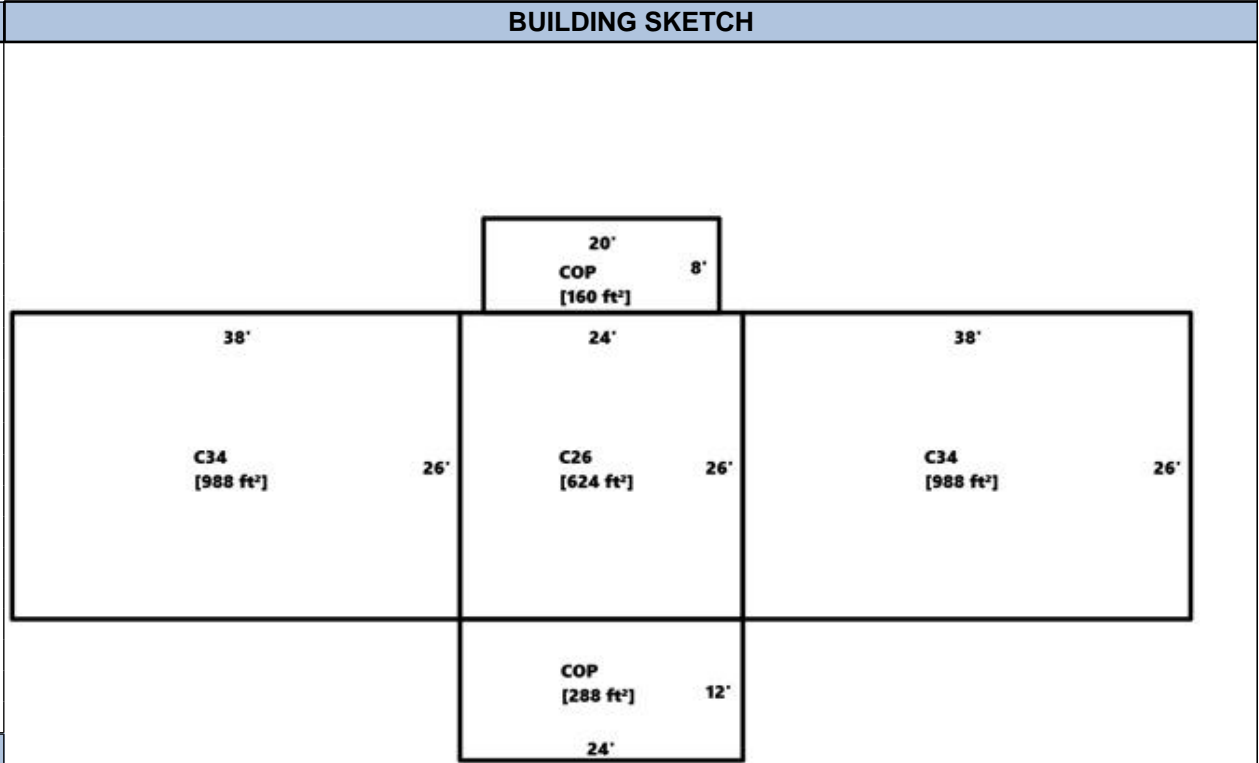 BUILDING SKETCH
20'
8'
COP
[160 ft²]
38'
24'
38'
C34
[988 ft²]
26'
C26
[624 ft²]
26'
C34
[988 ft²]
26'
COP
[288 ft²]
12'
24'